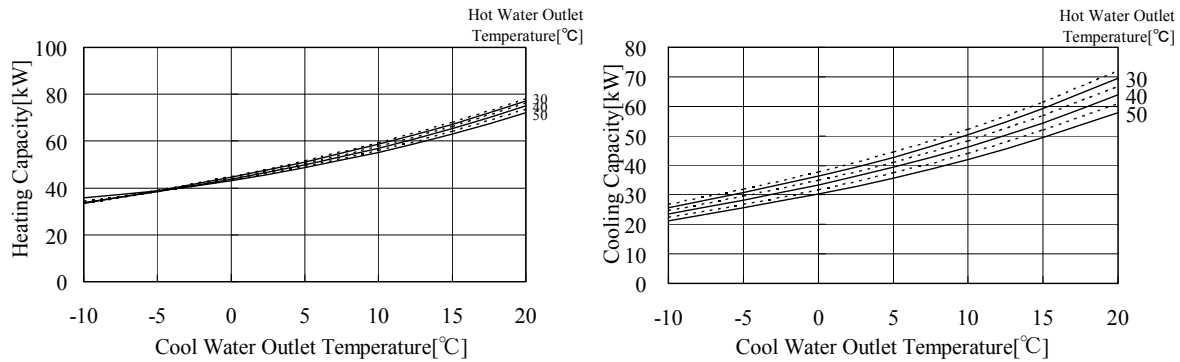 Hot Water Outlet
Temperature[℃]
100
80
60
40
20
0
Heating Capacity[kW]
30
40
50
-10 -5 0 5 10 15 20
Cool Water Outlet Temperature[℃]
Hot Water Outlet
Temperature[℃]
80
70
60
50
40
30
20
10
0
Cooling Capacity[kW]
30
40
50
-10 -5 0 5 10 15 20
Cool Water Outlet Temperature[℃]